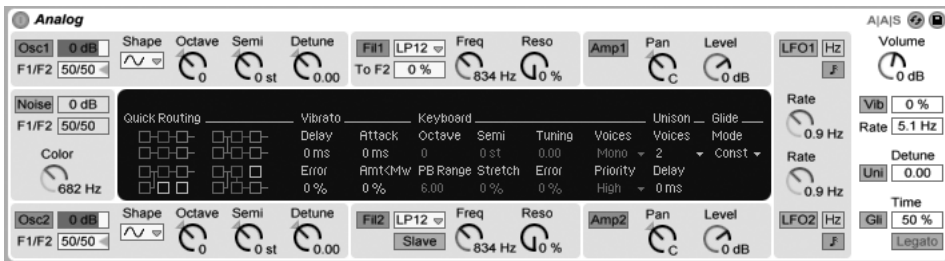 Analog
A|A|S
Osc1 0 dB Shape Octave Semi Detune Fil1 LP12 Freq Reso Amp1 Pan Level LFO1 Hz Volume
F1/F2 50/50 0 0 st 0.00 To F2 0 % 834 Hz 0 % C 0 dB 0 dB
Noise 0 dB
F1/F2 50/50
Color
682 Hz
Quick Routing Vibrato Keyboard Unison Glide
Delay Attack Octave Semi Tuning Voices Voices Mode
0 ms 0 ms 0 0 st 0.00 Mono 2 Const
Error Amt<Mw PB Range Stretch Error Priority Delay
0 % 0 % 6.00 0 % 0 % High 0 ms
Rate
0.9 Hz
Rate
0.9 Hz
Vib 0 %
Rate 5.1 Hz
Detune
Uni 0.00
Time
Gli 50 %
Legato
Osc2 0 dB Shape Octave Semi Detune Fil2 LP12 Freq Reso Amp2 Pan Level LFO2 Hz
F1/F2 50/50 0 0 st 0.00 Slave 834 Hz 0 % C 0 dB